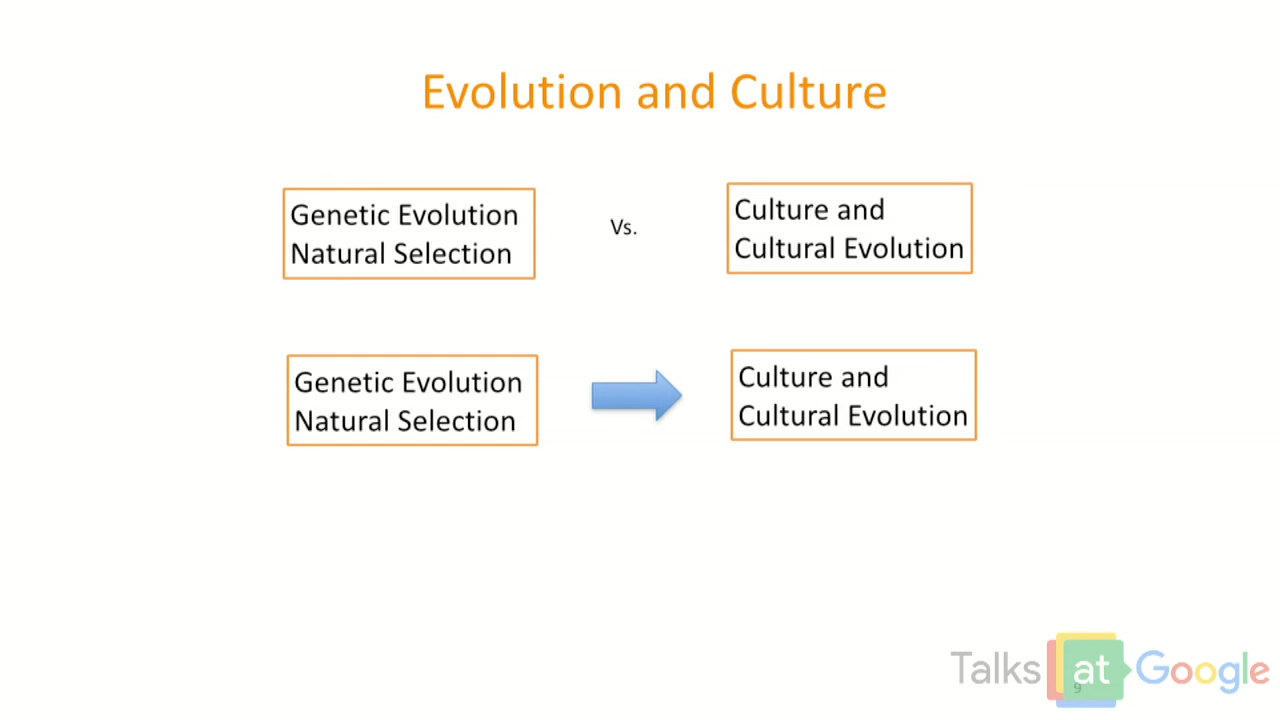 Evolution and Culture
Genetic Evolution
Natural Selection
Vs.
Culture and
Cultural Evolution
Genetic Evolution
Natural Selection
Culture and
Cultural Evolution
Talks at Google
9